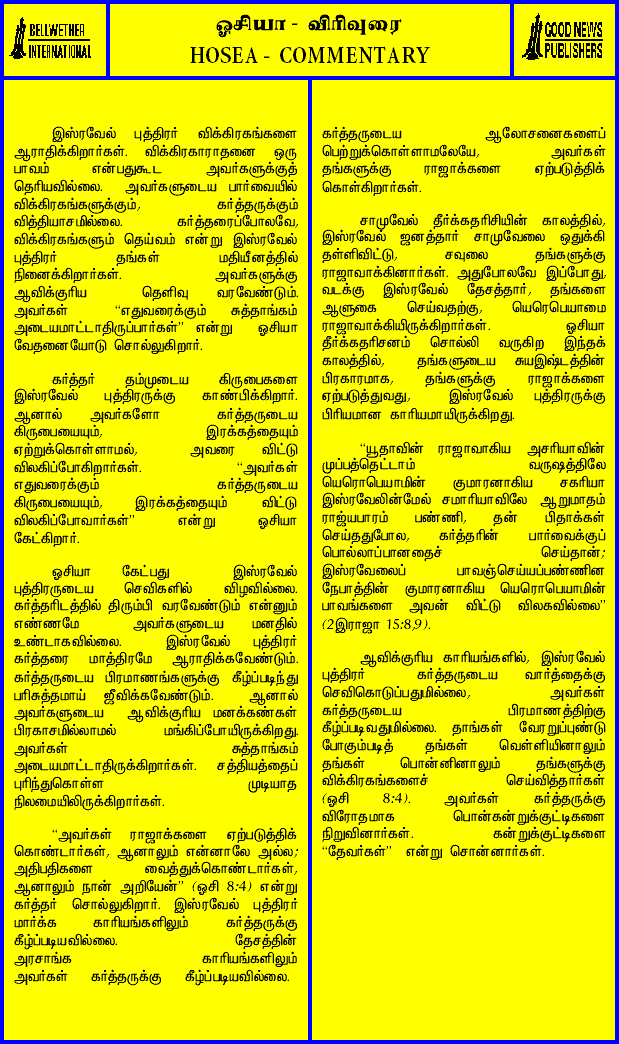 BELLWETHER
INTERNATIONAL
ஓசியா - விரிவுரை
HOSEA - COMMENTARY
GOOD NEWS
PUBLISHERS
இஸ்ரவேல் புத்திரர் விக்கிரகங்களை
ஆராதிக்கிறார்கள். விக்கிரகாராதனை ஒரு
பாவம் என்பதுகூட அவர்களுக்குத்
தெரியவில்லை. அவர்களுடைய பார்வையில்
விக்கிரகங்களுக்கும், கர்த்தருக்கும்
வித்தியாசமில்லை. கர்த்தரைப்போலவே,
விக்கிரகங்களும் தெய்வம் என்று இஸ்ரவேல்
புத்திரர் தங்கள் மதியீனத்தில்
நினைக்கிறார்கள். அவர்களுக்கு
ஆவிக்குரிய தெளிவு வரவேண்டும்.
அவர்கள் “எதுவரைக்கும் சுத்தாங்கம்
அடையமாட்டாதிருப்பார்கள்” என்று ஓசியா
வேதனையோடு சொல்லுகிறார்.
கர்த்தர் தம்முடைய கிருபைகளை
இஸ்ரவேல் புத்திரருக்கு காண்பிக்கிறார்.
ஆனால் அவர்களோ கர்த்தருடைய
கிருபையையும், இரக்கத்தையும்
ஏற்றுக்கொள்ளாமல், அவரை விட்டு
விலகிப்போகிறார்கள். “அவர்கள்
எதுவரைக்கும் கர்த்தருடைய
கிருபையையும், இரக்கத்தையும் விட்டு
விலகிப்போவார்கள்” என்று ஓசியா
கேட்கிறார்.
ஓசியா கேட்பது இஸ்ரவேல்
புத்திரருடைய செவிகளில் விழவில்லை.
கர்த்தரிடத்தில் திரும்பி வரவேண்டும் என்னும்
எண்ணமே அவர்களுடைய மனதில்
உண்டாகவில்லை. இஸ்ரவேல் புத்திரர்
கர்த்தரை மாத்திரமே ஆராதிக்கவேண்டும்.
கர்த்தருடைய பிரமாணங்களுக்கு கீழ்ப்படிந்து
பரிசுத்தமாய் ஜீவிக்கவேண்டும். ஆனால்
அவர்களுடைய ஆவிக்குரிய மனக்கண்கள்
பிரகாசமில்லாமல் மங்கிப்போயிருக்கிறது.
அவர்கள் சுத்தாங்கம்
அடையமாட்டாதிருக்கிறார்கள். சத்தியத்தைப்
புரிந்துகொள்ள முடியாத
நிலமையிலிருக்கிறார்கள்.
“அவர்கள் ராஜாக்களை ஏற்படுத்திக்
கொண்டார்கள், ஆனாலும் என்னாலே அல்ல;
அதிபதிகளை வைத்துக்கொண்டார்கள்,
ஆனாலும் நான் அறியேன்” (ஓசி 8:4) என்று
கர்த்தர் சொல்லுகிறார். இஸ்ரவேல் புத்திரர்
மார்க்க காரியங்களிலும் கர்த்தருக்கு
கீழ்ப்படியவில்லை. தேசத்தின்
அரசாங்க காரியங்களிலும்
அவர்கள் கர்த்தருக்கு கீழ்ப்படியவில்லை.
கர்த்தருடைய ஆலோசனைகளைப்
பெற்றுக்கொள்ளாமலேயே, அவர்கள்
தங்களுக்கு ராஜாக்களை ஏற்படுத்திக்
கொள்கிறார்கள்.
சாமுவேல் தீர்க்கதரிசியின் காலத்தில்,
இஸ்ரவேல் ஜனத்தார் சாமுவேலை ஒதுக்கி
தள்ளிவிட்டு, சவுலை தங்களுக்கு
ராஜாவாக்கினார்கள். அதுபோலவே இப்போது,
வடக்கு இஸ்ரவேல் தேசத்தார், தங்களை
ஆளுகை செய்வதற்கு, யெரொபெயாமை
ராஜாவாக்கியிருக்கிறார்கள். ஓசியா
தீர்க்கதரிசனம் சொல்லி வருகிற இந்தக்
காலத்தில், தங்களுடைய சுயஇஷ்டத்தின்
பிரகாரமாக, தங்களுக்கு ராஜாக்களை
ஏற்படுத்துவது, இஸ்ரவேல் புத்திரருக்கு
பிரியமான காரியமாயிருக்கிறது.
“யூதாவின் ராஜாவாகிய அசரியாவின்
முப்பத்தெட்டாம் வருஷத்திலே
யெரொபெயாமின் குமாரனாகிய சகரியா
இஸ்ரவேலின்மேல் சமாரியாவிலே ஆறுமாதம்
ராஜ்யபாரம் பண்ணி, தன் பிதாக்கள்
செய்ததுபோல, கர்த்தரின் பார்வைக்குப்
பொல்லாப்பானதைச் செய்தான்;
இஸ்ரவேலைப் பாவஞ்செய்யப்பண்ணின
நேபாத்தின் குமாரனாகிய யெரொபெயாமின்
பாவங்களை அவன் விட்டு விலகவில்லை”
(2இராஜா 15:8,9).
ஆவிக்குரிய காரியங்களில், இஸ்ரவேல்
புத்திரர் கர்த்தருடைய வார்த்தைக்கு
செவிகொடுப்பதுமில்லை, அவர்கள்
கர்த்தருடைய பிரமாணத்திற்கு
கீழ்ப்படிவதுமில்லை. தாங்கள் வேரறுப்புண்டு
போகும்படித் தங்கள் வெள்ளியினாலும்
தங்கள் பொன்னினாலும் தங்களுக்கு
விக்கிரகங்களைச் செய்வித்தார்கள்
(ஓசி 8:4). அவர்கள் கர்த்தருக்கு
விரோதமாக பொன்கன்றுக்குட்டிகளை
நிறுவினார்கள். கன்றுக்குட்டிகளை
“தேவர்கள்” என்று சொன்னார்கள்.